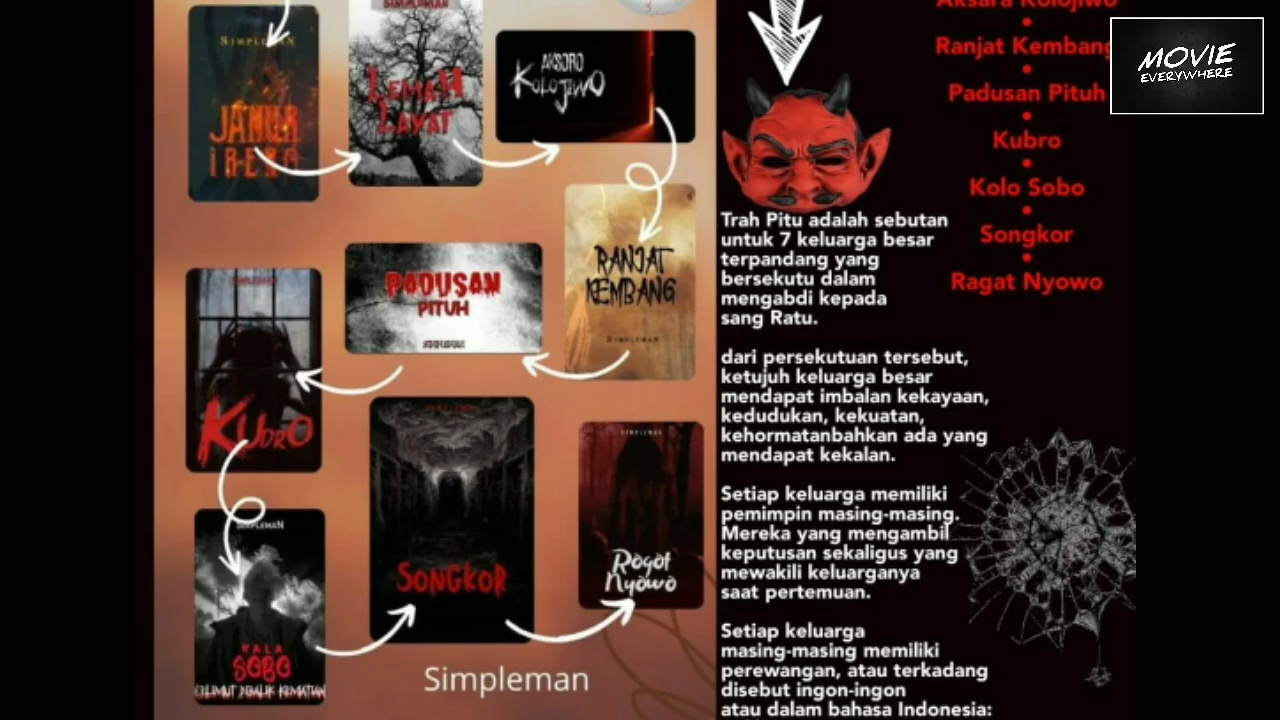 SIMPLEMAN
JANUR
IRENG
SIMPLEMAN
LEMAH
LAYAT
AKSORO
KOLOJIWO
RANJAT
KEMBANG
SIMPLEMAN
PADUSAN
PITUH
KUBRO
SIMPLEMAN
KALA
SOBO
SONGKOR
SIMPLEMAN
Rogot
Nyowo
Simpleman
Aksara Kolojiwo
Ranjat Kembang
Padusan Pituh
Kubro
Kolo Sobo
Songkor
Ragat Nyowo
MOVIE
EVERYWHERE
Trah Pitu adalah sebutan
untuk 7 keluarga besar
terpandang yang
bersekutu dalam
mengabdi kepada
sang Ratu.
dari persekutuan tersebut,
ketujuh keluarga besar
mendapat imbalan kekayaan,
kedudukan, kekuatan,
kehormatanbahkan ada yang
mendapat kekalan.
Setiap keluarga memiliki
pemimpin masing-masing.
Mereka yang mengambil
keputusan sekaligus yang
mewakili keluarganya
saat pertemuan.
Setiap keluarga
masing-masing memiliki
perewangan, atau terkadang
disebut ingon-ingon
atau dalam bahasa Indonesia: